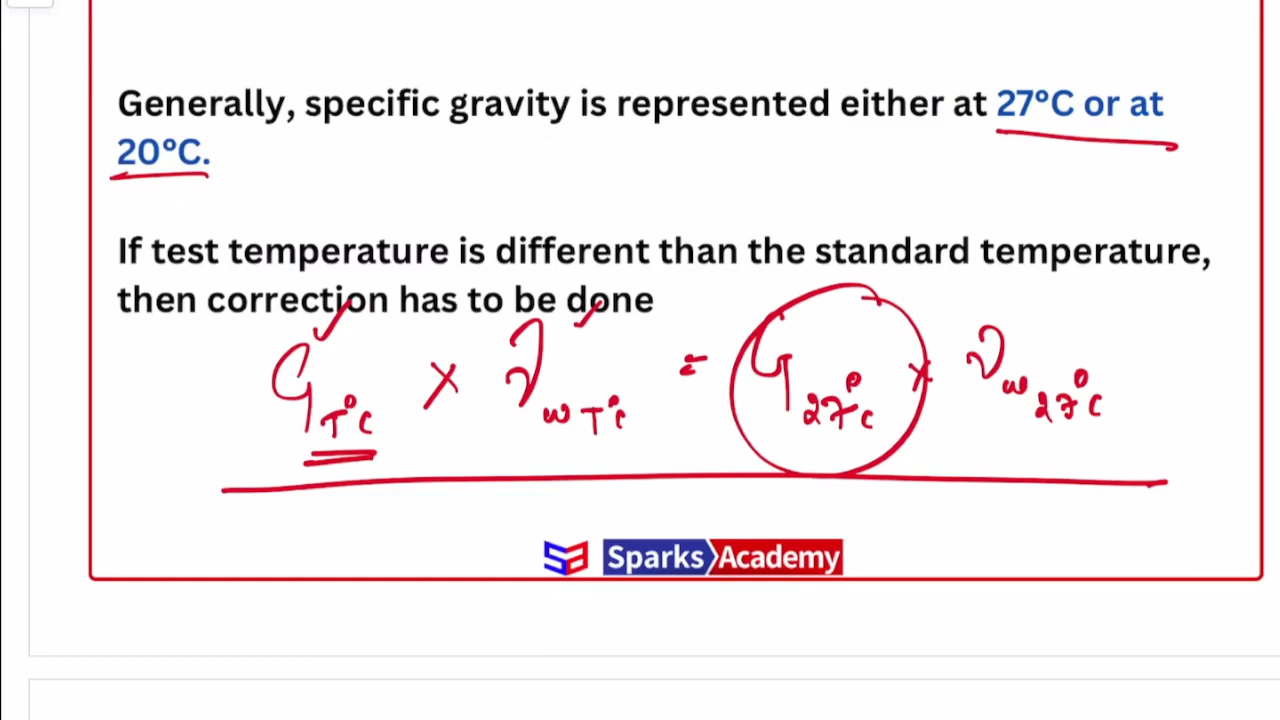 Generally, specific gravity is represented either at 27°C or at
20°C.
If test temperature is different than the standard temperature,
then correction has to be done
G T°C × γ w T°C = G 27°C × γ w 27°C
Sparks Academy